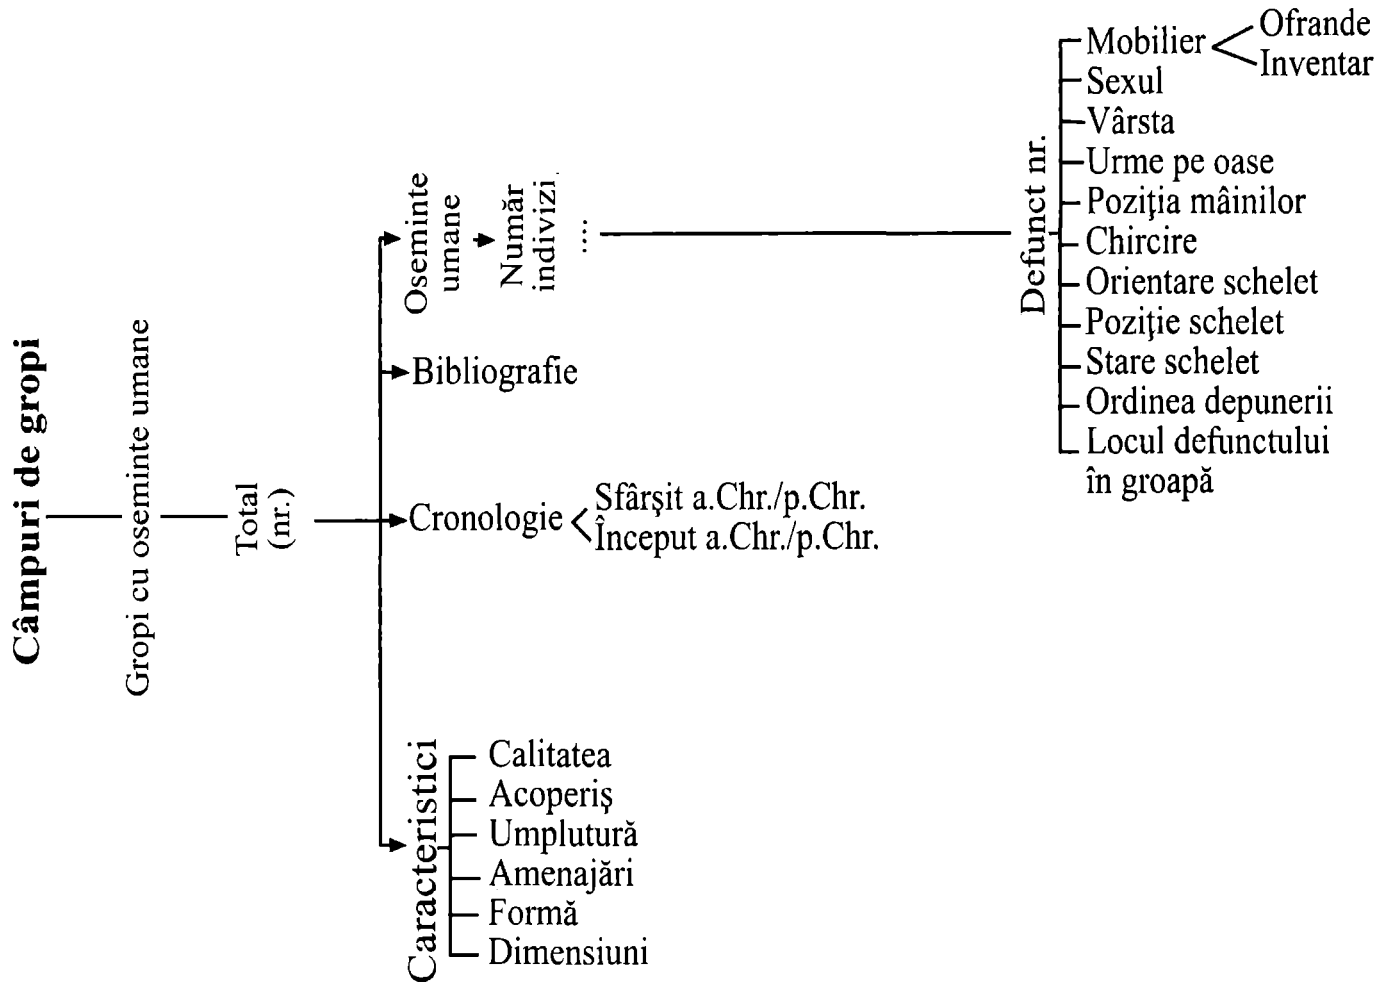 Câmpuri de gropi
Gropi cu oseminte umane
Total
(nr.)
Oseminte
umane
Număr
indivizi
....
Defunct nr.
Mobilier
Ofrande
Inventar
Sexul
Vârsta
Urme pe oase
Poziţia mâinilor
Chircire
Orientare schelet
Poziţie schelet
Stare schelet
Ordinea depunerii
Locul defunctului
în groapă
Bibliografie
Cronologie
Sfârşit a.Chr./p.Chr.
Început a.Chr./p.Chr.
Caracteristici
Calitatea
Acoperiş
Umplutură
Amenajări
Formă
Dimensiuni